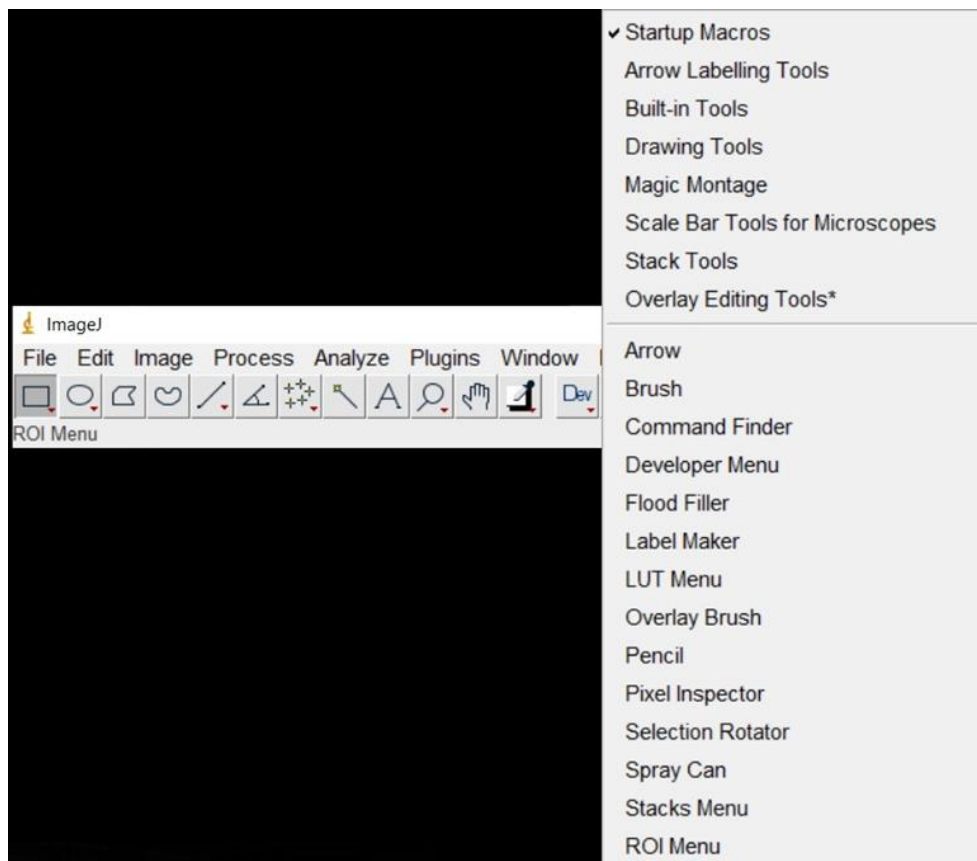 Startup Macros
Arrow Labelling Tools
Built-in Tools
Drawing Tools
Magic Montage
Scale Bar Tools for Microscopes
Stack Tools
Overlay Editing Tools*
ImageJ
File Edit Image Process Analyze Plugins Window
A Dev
ROI Menu
Arrow
Brush
Command Finder
Developer Menu
Flood Filler
Label Maker
LUT Menu
Overlay Brush
Pencil
Pixel Inspector
Selection Rotator
Spray Can
Stacks Menu
ROI Menu